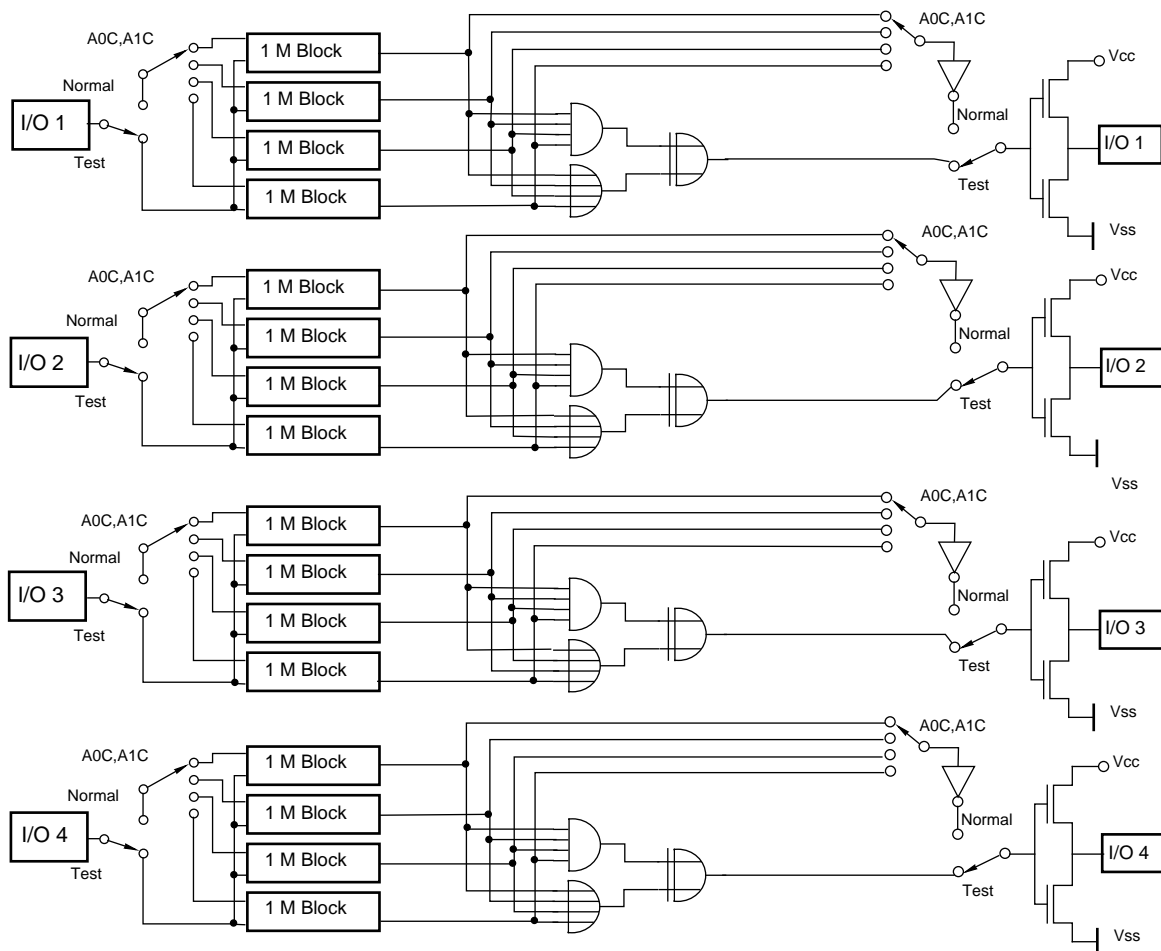 A0C,A1C
1 M Block
Normal
1 M Block
I/O 1
1 M Block
Test
1 M Block
A0C,A1C
Normal
Test
Vcc
I/O 1
Vss
A0C,A1C
1 M Block
Normal
1 M Block
I/O 2
1 M Block
Test
1 M Block
A0C,A1C
Normal
Test
Vcc
I/O 2
Vss
A0C,A1C
1 M Block
Normal
1 M Block
I/O 3
1 M Block
Test
1 M Block
A0C,A1C
Normal
Test
Vcc
I/O 3
Vss
A0C,A1C
1 M Block
Normal
1 M Block
I/O 4
1 M Block
Test
1 M Block
A0C,A1C
Normal
Test
Vcc
I/O 4
Vss